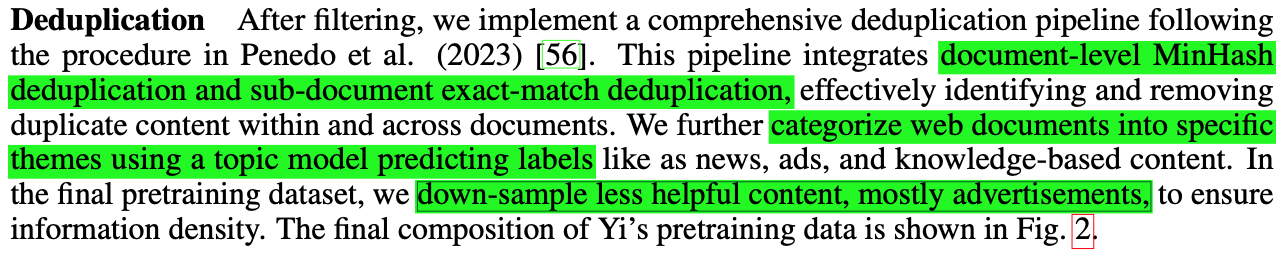 Deduplication After filtering, we implement a comprehensive deduplication pipeline following
the procedure in Penedo et al. (2023) [56]. This pipeline integrates document-level MinHash
deduplication and sub-document exact-match deduplication, effectively identifying and removing
duplicate content within and across documents. We further categorize web documents into specific
themes using a topic model predicting labels like as news, ads, and knowledge-based content. In
the final pretraining dataset, we down-sample less helpful content, mostly advertisements, to ensure
information density. The final composition of Yi's pretraining data is shown in Fig. 2.